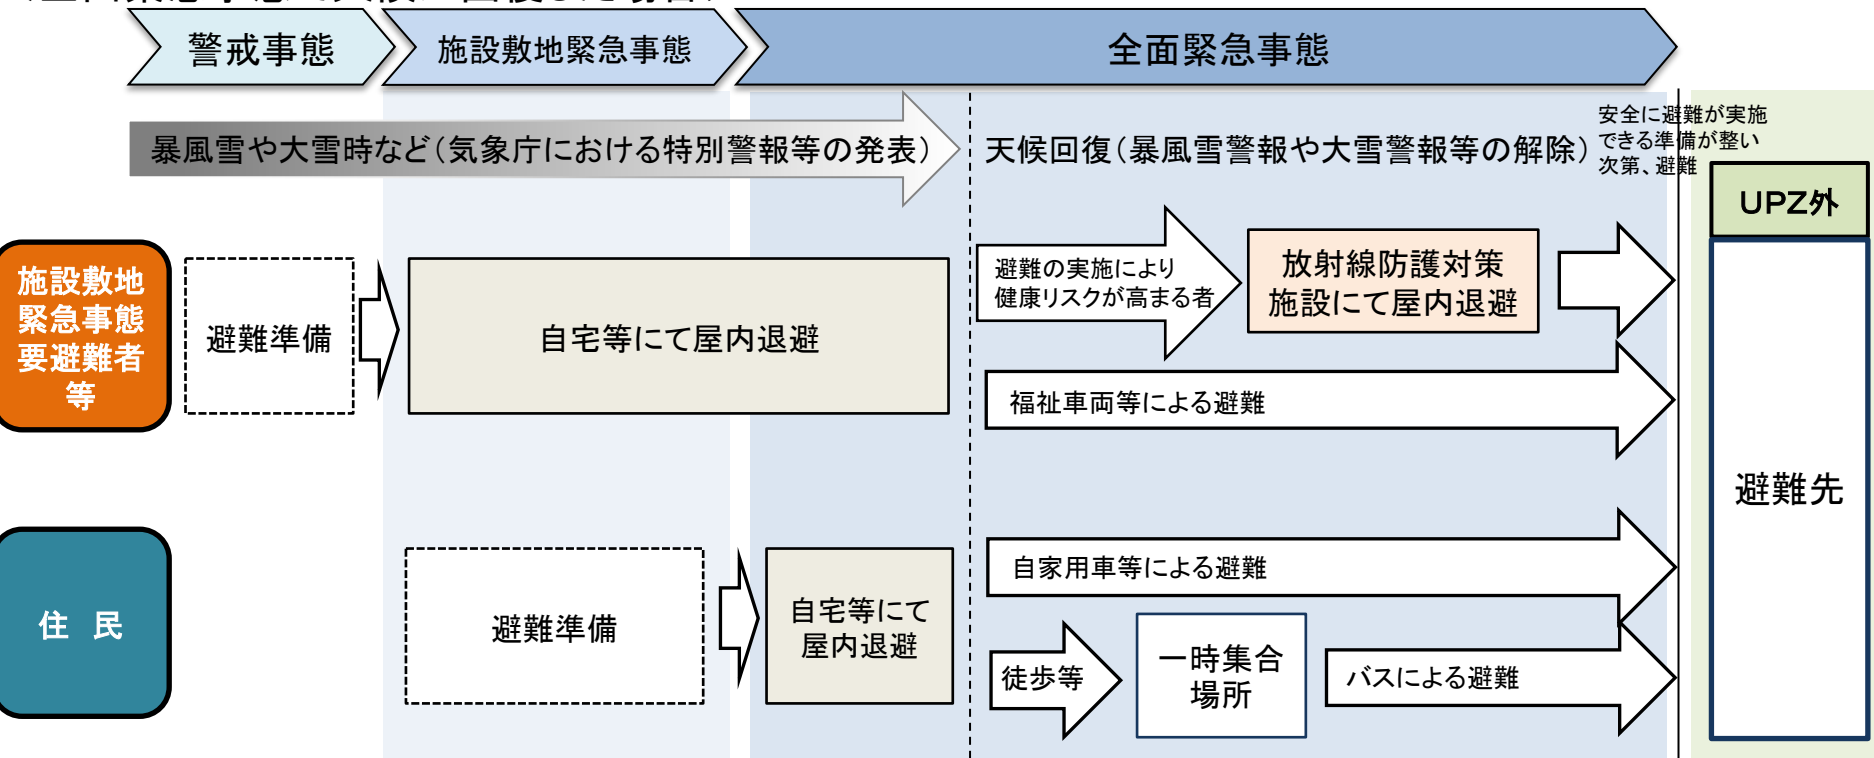 警戒事態
施設敷地緊急事態
全面緊急事態
暴風雪や大雪時など(気象庁における特別警報等の発表)
天候回復(暴風雪警報や大雪警報等の解除)
安全に避難が実施
できる準備が整い
次第、避難
UPZ外
施設敷地
緊急事態
要避難者
等
避難準備
自宅等にて屋内退避
避難の実施により
健康リスクが高まる者
放射線防護対策
施設にて屋内退避
福祉車両等による避難
避難先
住 民
避難準備
自宅等にて
屋内退避
自家用車等による避難
徒歩等
一時集合
場所
バスによる避難